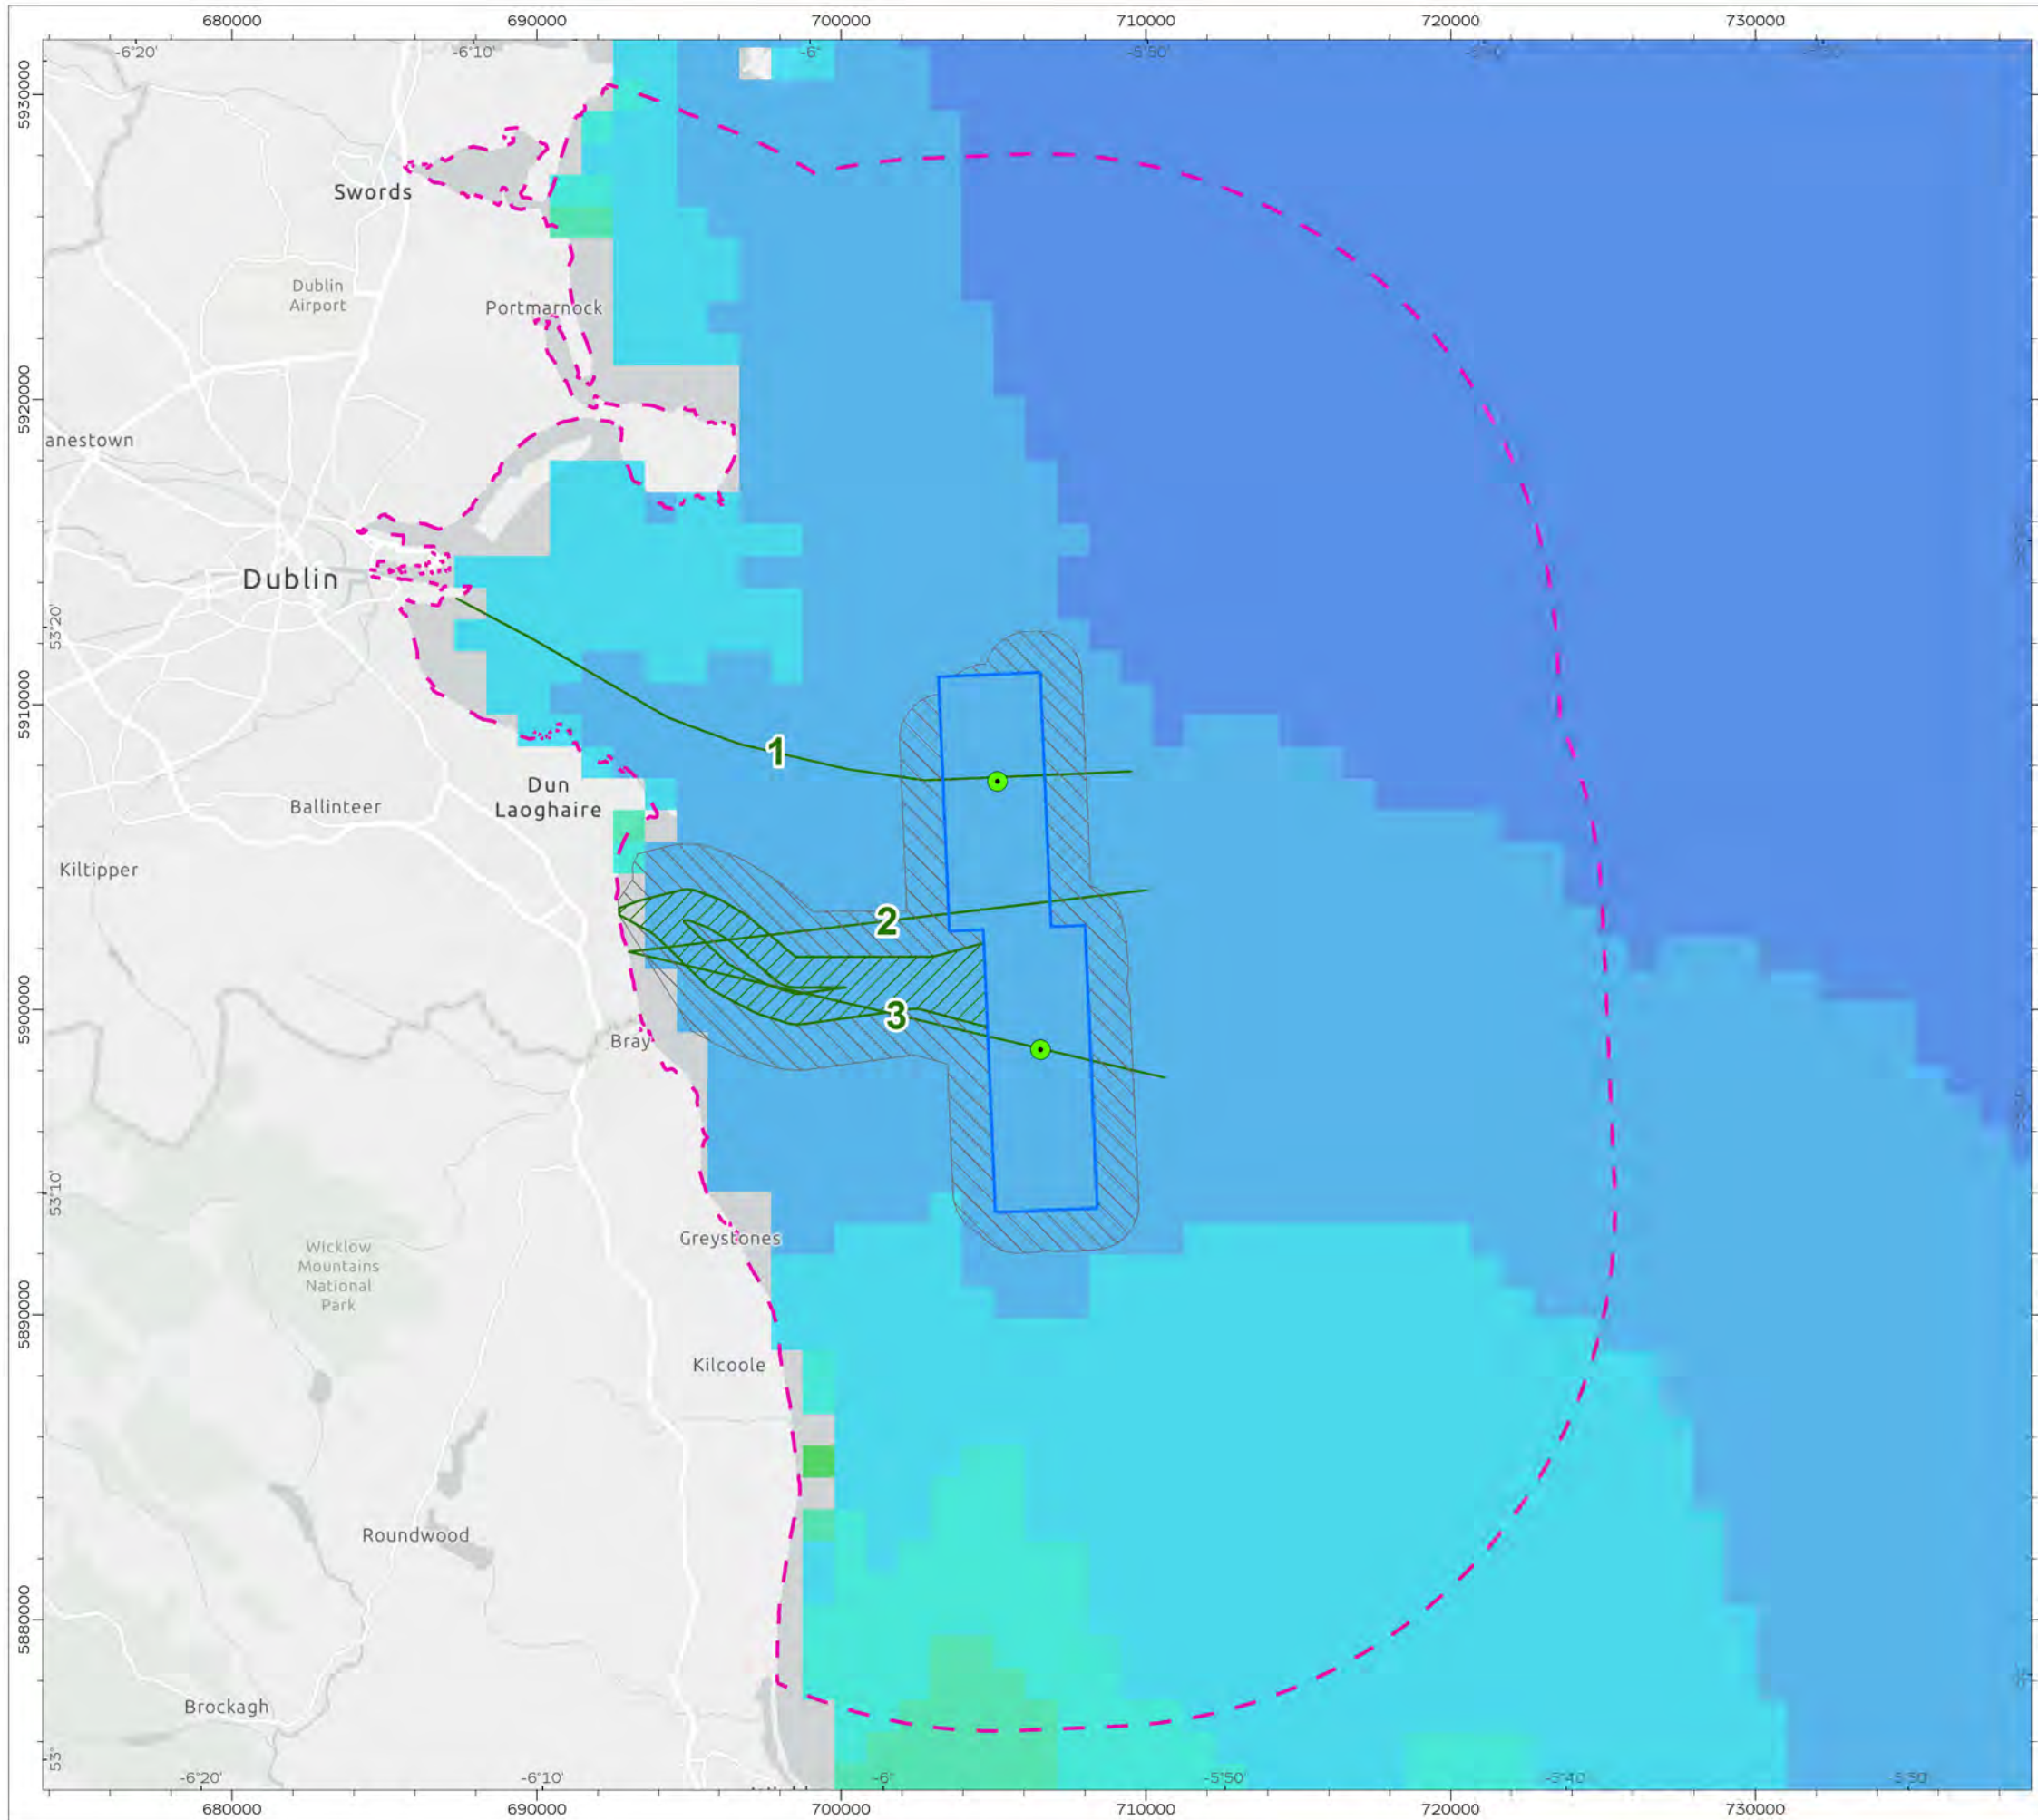 680000 690000 700000 710000 720000 730000
-6°20' -6°10' -6° -5°50'
5930000
Swords
Dublin
Airport
Portmarnock
5920000
anestown
Dublin
53°20'
5910000
1
Dun
Laoghaire
Ballinteer
Kiltipper
2
5900000
3
Bray
53°10'
Greystones
Wicklow
Mountains
National
Park
5890000
Kilcoole
Roundwood
5880000
Brockagh
53°
-6°20' -6°10' -6° -5°50' -5°40'
680000 690000 700000 710000 720000 730000